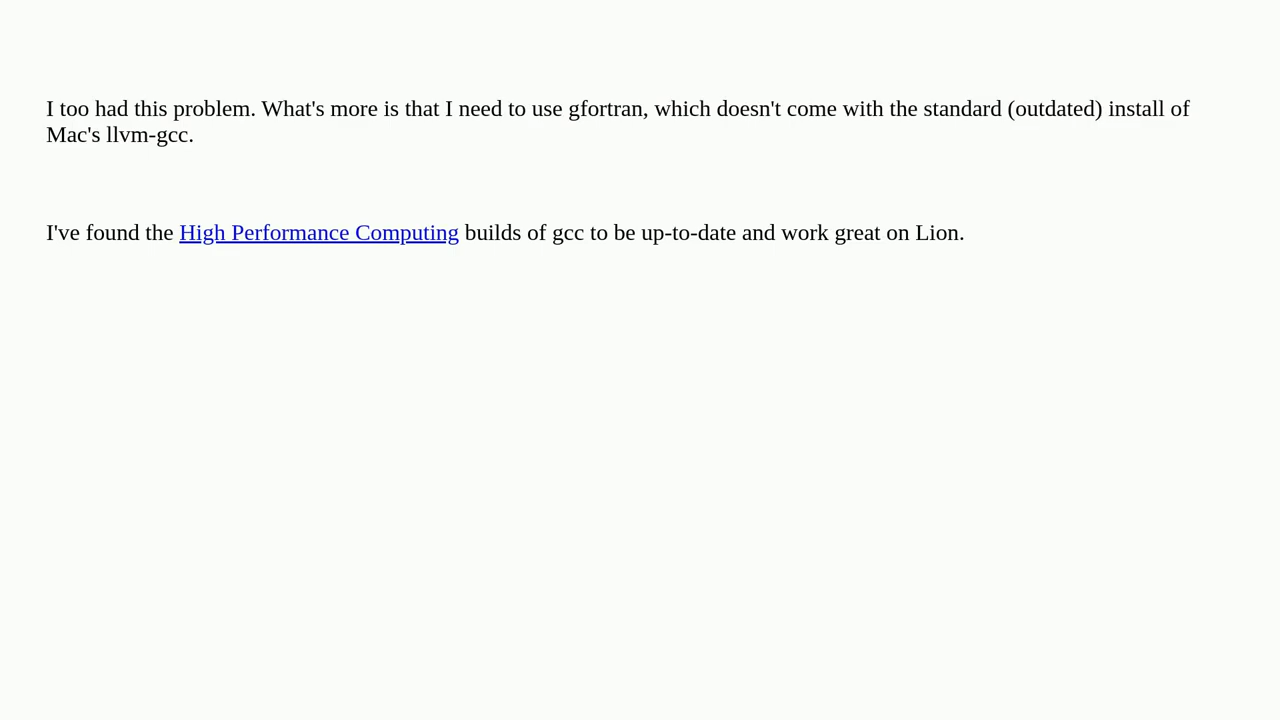 I too had this problem. What's more is that I need to use gfortran, which doesn't come with the standard (outdated) install of
Mac's llvm-gcc.
I've found the High Performance Computing builds of gcc to be up-to-date and work great on Lion.